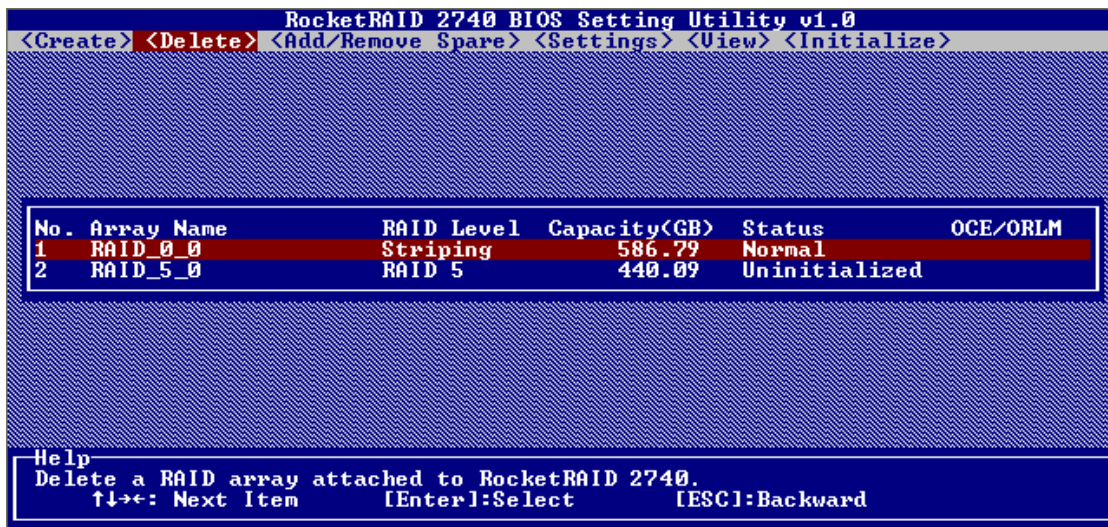 RocketRAID 2740 BIOS Setting Utility v1.0
<Create> <Delete> <Add/Remove Spare> <Settings> <View> <Initialize>
No. Array Name RAID Level Capacity(GB) Status OCE/ORLM
1 RAID_0_0 Striping 586.79 Normal
2 RAID_5_0 RAID 5 440.09 Uninitialized
Help
Delete a RAID array attached to RocketRAID 2740.
↑↓→←: Next Item [Enter]:Select [ESC]:Backward